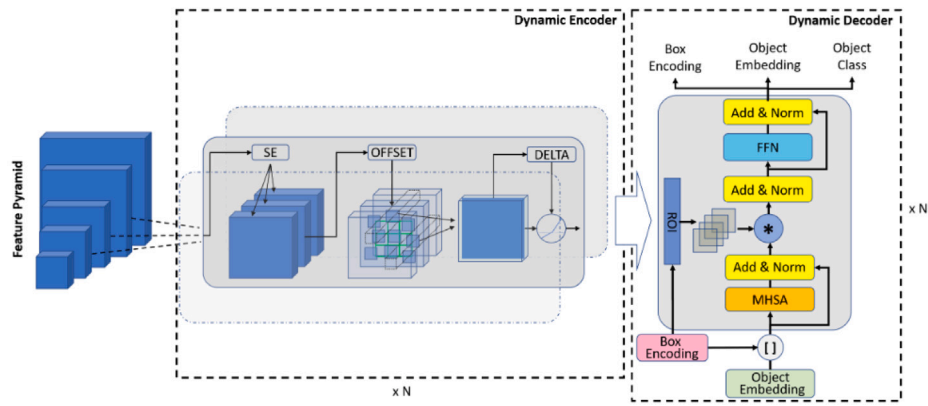 Dynamic Encoder
Dynamic Decoder
Box
Encoding
Object
Embedding
Object
Class
Feature Pyramid
SE
OFFSET
DELTA
Add & Norm
FFN
Add & Norm
ROI
*
Add & Norm
MHSA
Box
Encoding
[ ]
Object
Embedding
x N
x N